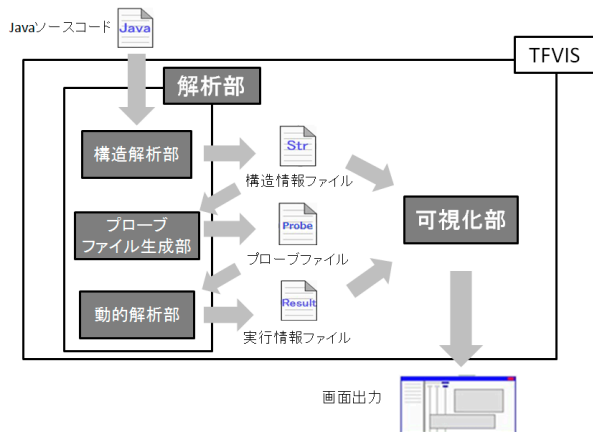 Javaソースコード
Java
TFVIS
解析部
構造解析部
Str
構造情報ファイル
プローブ
ファイル生成部
Probe
プローブファイル
可視化部
動的解析部
Result
実行情報ファイル
画面出力